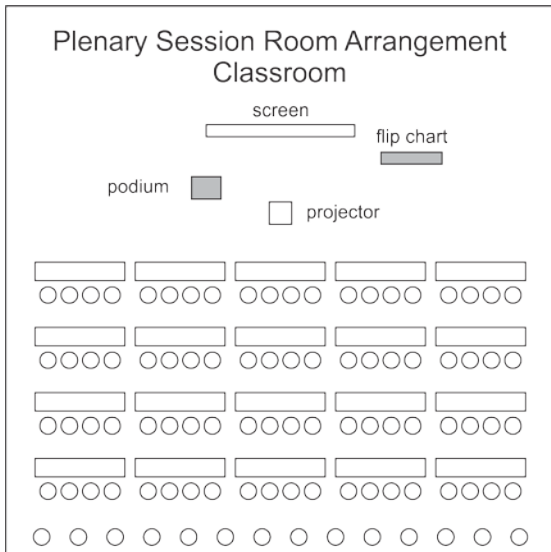 Plenary Session Room Arrangement
Classroom
screen
flip chart
podium
projector